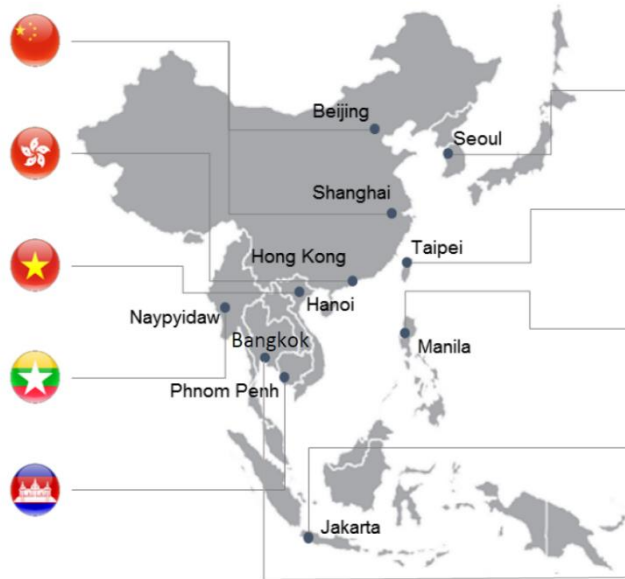 Beijing
Seoul
Shanghai
Hong Kong
Taipei
Hanoi
Naypyidaw
Bangkok
Manila
Phnom Penh
Jakarta